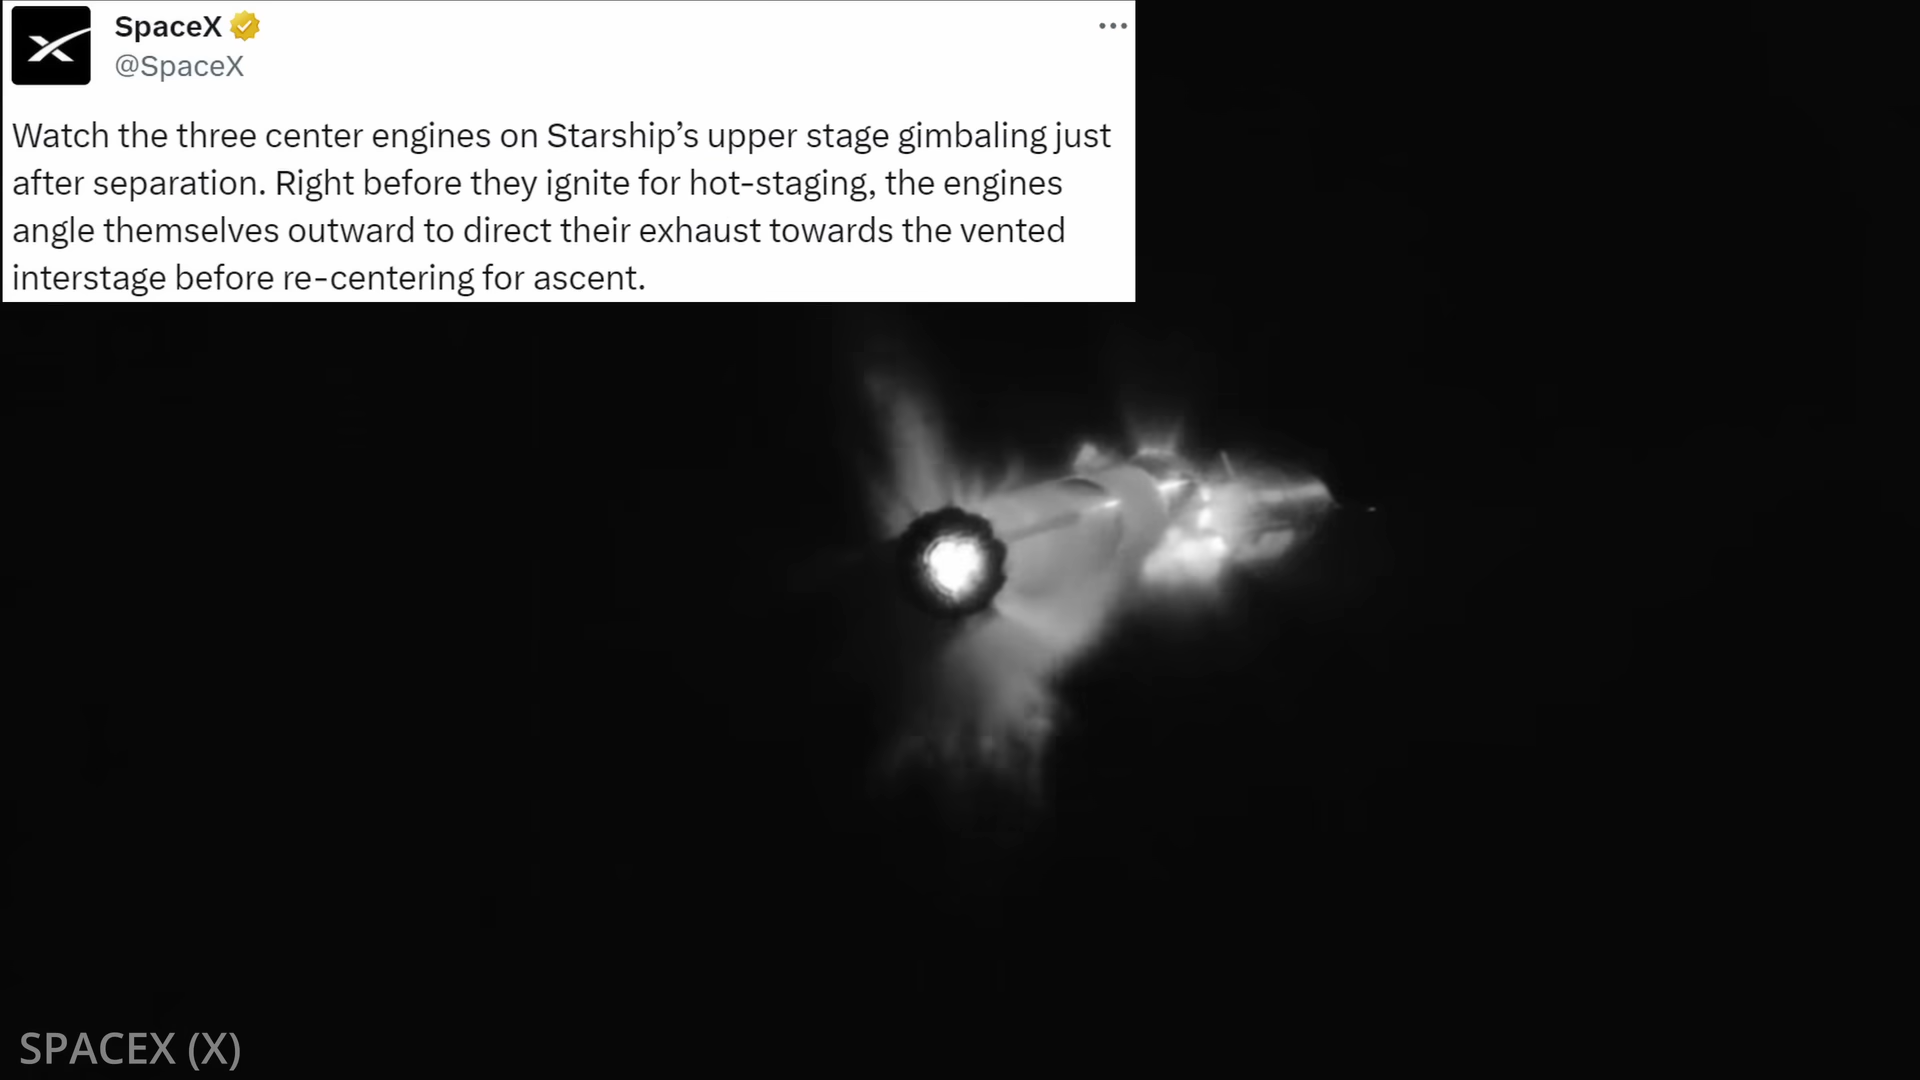 SpaceX
@SpaceX
Watch the three center engines on Starship’s upper stage gimbaling just
after separation. Right before they ignite for hot-staging, the engines
angle themselves outward to direct their exhaust towards the vented
interstage before re-centering for ascent.
SPACEX (X)